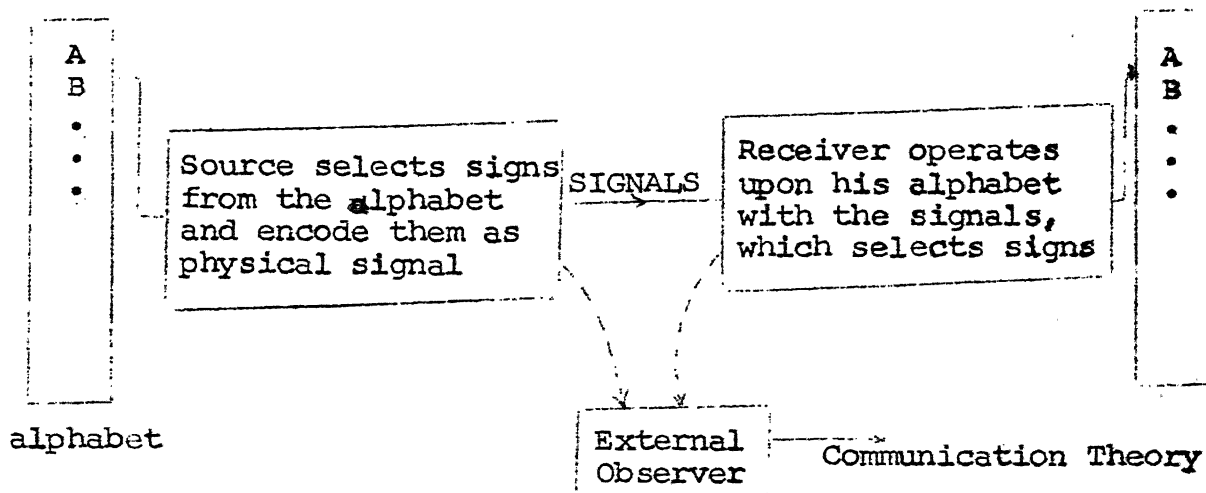 A
B
•
•
•
alphabet
Source selects signs
from the alphabet
and encode them as
physical signal
SIGNALS
Receiver operates
upon his alphabet
with the signals,
which selects signs
A
B
•
•
•
External
Observer
Communication Theory